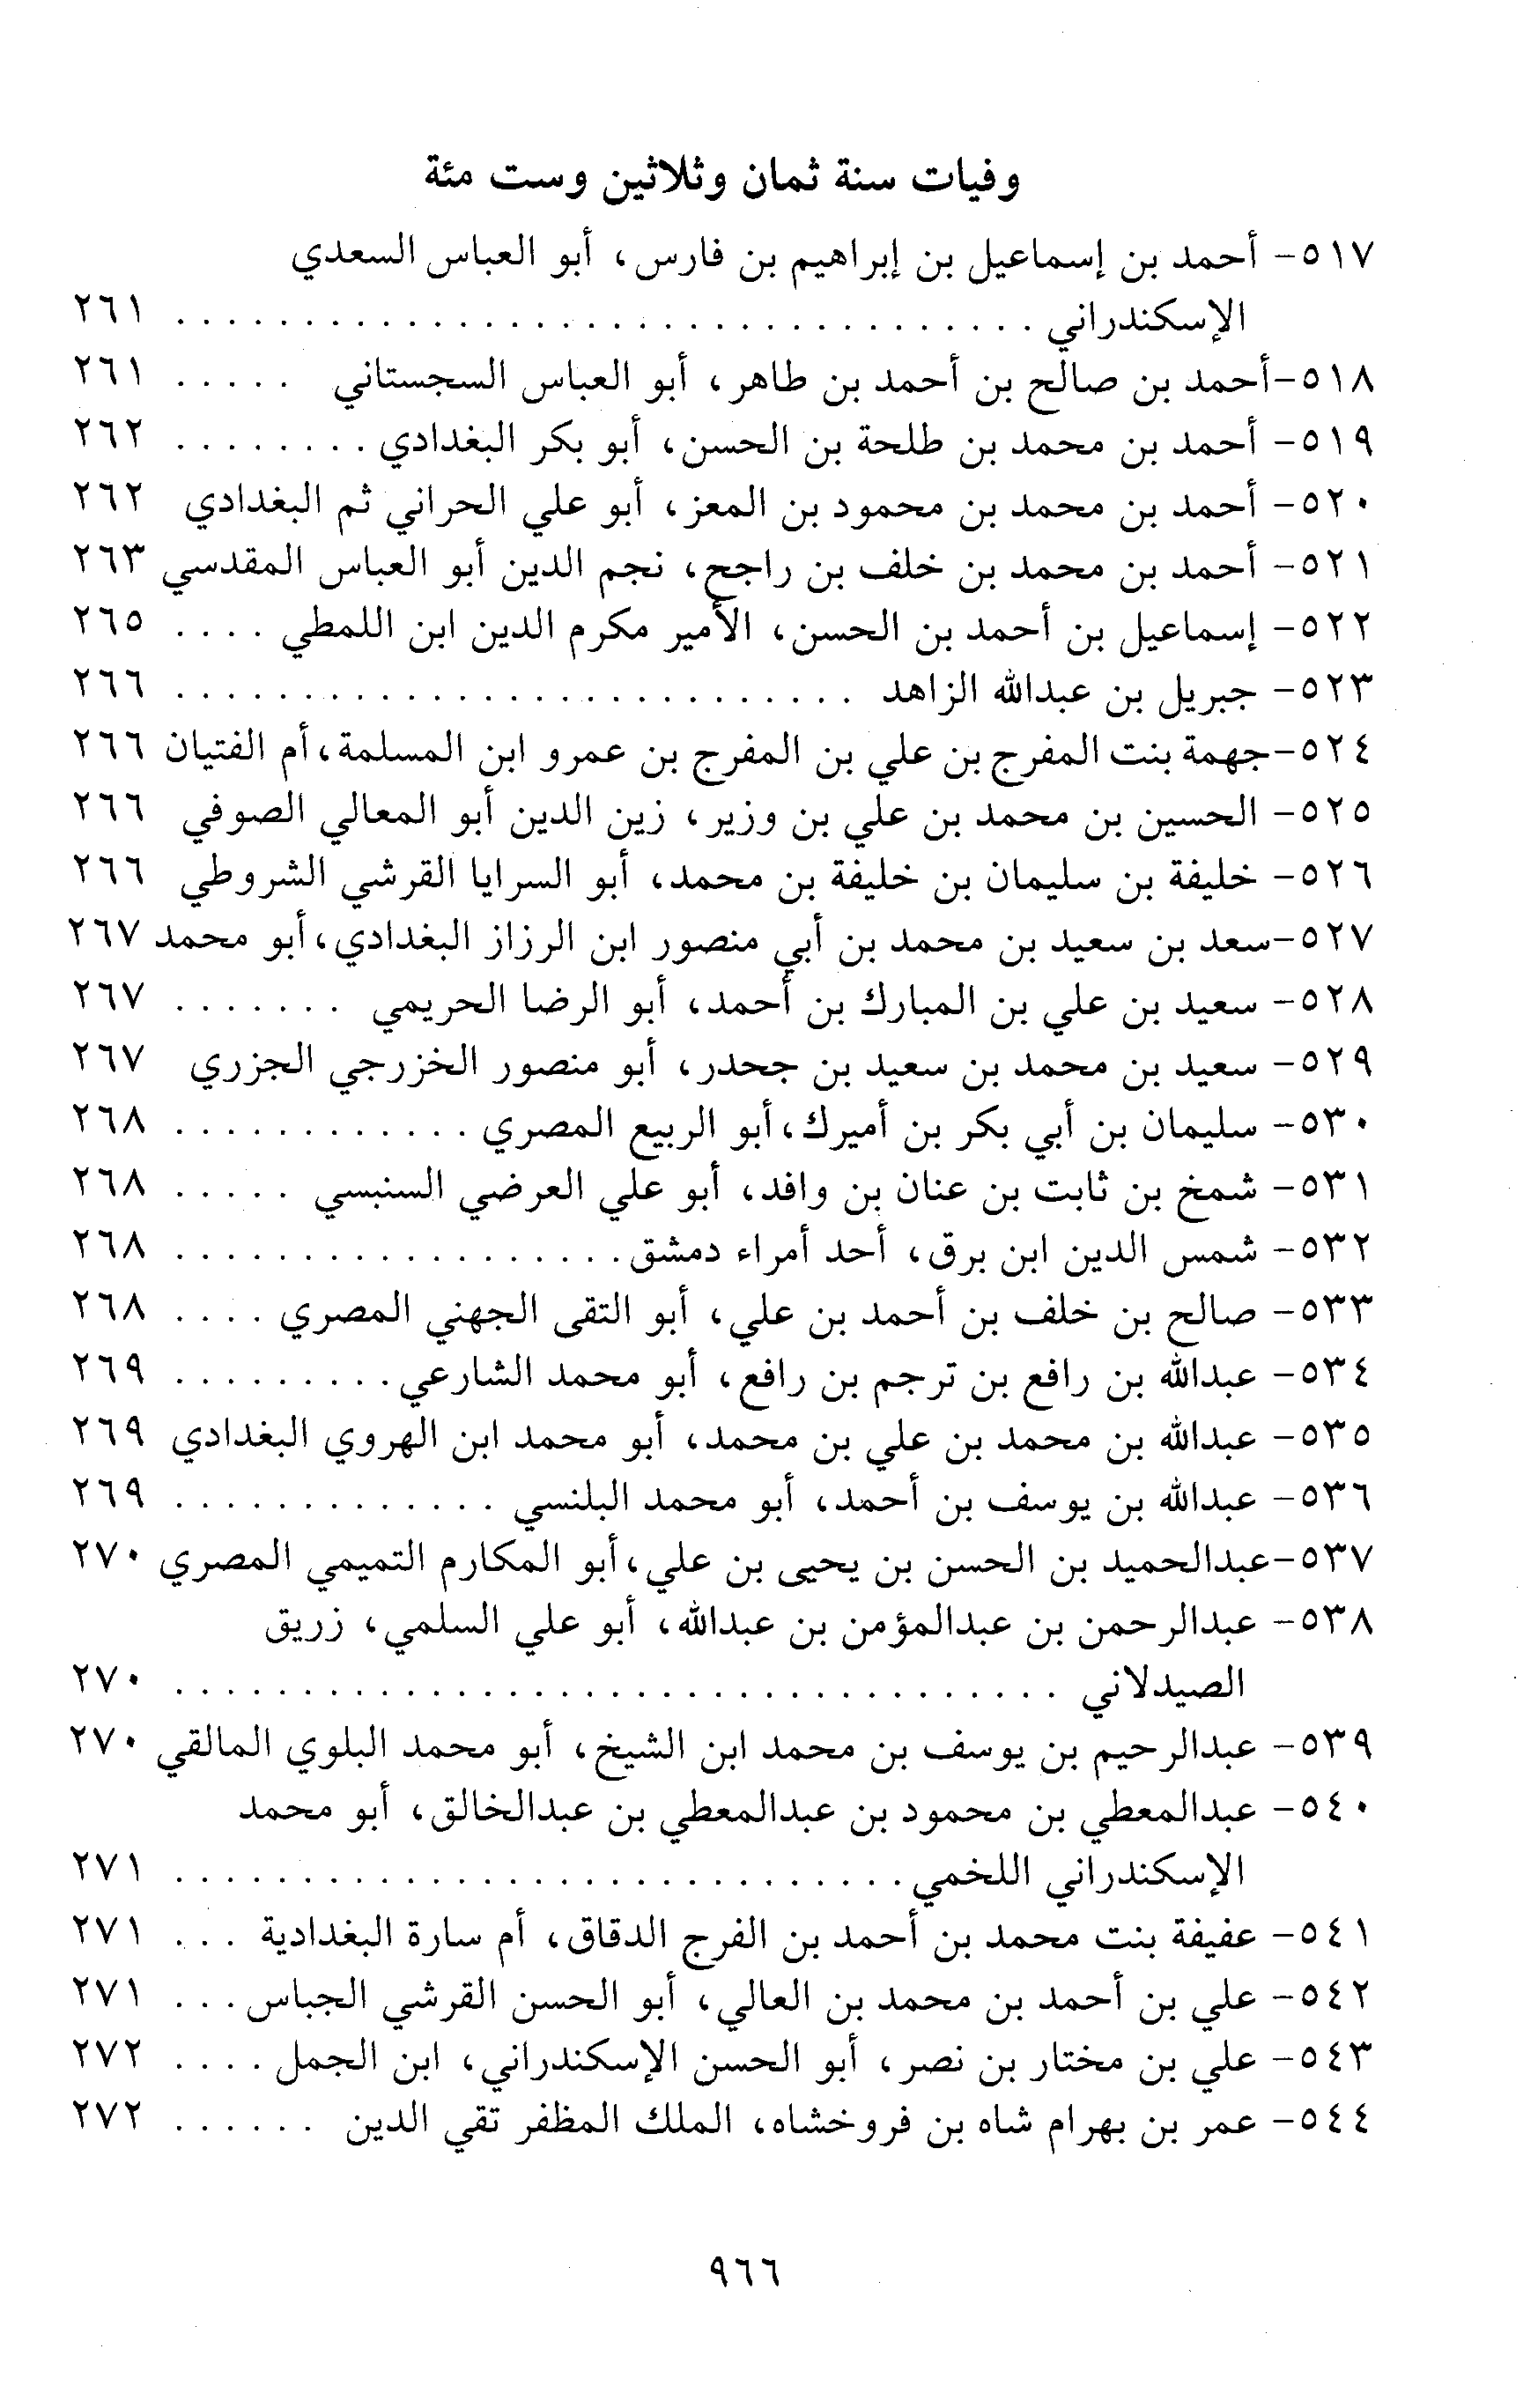 وفيات سنة ثمان وثلاثين وست مئة
٥١٧- أحمد بن إسماعيل بن إبراهيم بن فارس، أبو العباس السعدي
الإسكندراني . . . . . . . . . . . . . . . . . . . . . . . . . . . . . . . . . . ٢٦١
٥١٨-أحمد بن صالح بن أحمد بن طاهر، أبو العباس السجستاني . . . . . ٢٦١
٥١٩- أحمد بن محمد بن طلحة بن الحسن، أبو بكر البغدادي . . . . . . . . ٢٦٢
٥٢٠- أحمد بن محمد بن محمود بن المعز، أبو علي الحراني ثم البغدادي ٢٦٢
٥٢١- أحمد بن محمد بن خلف بن راجح، نجم الدين أبو العباس المقدسي ٢٦٣
٥٢٢- إسماعيل بن أحمد بن الحسن، الأمير مكرم الدين ابن اللمطي . . . . ٢٦٥
٥٢٣- جبريل بن عبدالله الزاهد . . . . . . . . . . . . . . . . . . . . . . . . . . . ٢٦٦
٥٢٤-جهمة بنت المفرج بن علي بن المفرج بن عمرو ابن المسلمة،أم الفتيان ٢٦٦
٥٢٥- الحسين بن محمد بن علي بن وزير، زين الدين أبو المعالي الصوفي ٢٦٦
٥٢٦- خليفة بن سليمان بن خليفة بن محمد، أبو السرايا القرشي الشروطي ٢٦٦
٥٢٧-سعد بن سعيد بن محمد بن أبي منصور ابن الرزاز البغدادي،أبو محمد ٢٦٧
٥٢٨- سعيد بن علي بن المبارك بن أحمد، أبو الرضا الحريمي . . . . . . . ٢٦٧
٥٢٩- سعيد بن محمد بن سعيد بن جحدر، أبو منصور الخزرجي الجزري ٢٦٧
٥٣٠- سليمان بن أبي بكر بن أميرك،أبو الربيع المصري . . . . . . . . . . . . ٢٦٨
٥٣١- شمخ بن ثابت بن عنان بن وافد، أبو علي العرضي السنبسي . . . . . ٢٦٨
٥٣٢- شمس الدين ابن برق، أحد أمراء دمشق. . . . . . . . . . . . . . . . . . ٢٦٨
٥٣٣- صالح بن خلف بن أحمد بن علي، أبو التقى الجهني المصري . . . . ٢٦٨
٥٣٤- عبدالله بن رافع بن ترجم بن رافع، أبو محمد الشارعي. . . . . . . . . ٢٦٩
٥٣٥- عبدالله بن محمد بن علي بن محمد، أبو محمد ابن الهروي البغدادي ٢٦٩
٥٣٦- عبدالله بن يوسف بن أحمد، أبو محمد البلنسي . . . . . . . . . . . . . ٢٦٩
٥٣٧-عبدالحميد بن الحسن بن يحيى بن علي،أبو المكارم التميمي المصري ٢٧٠
٥٣٨- عبدالرحمن بن عبدالمؤمن بن عبدالله، أبو علي السلمي، زريق
الصيدلاني . . . . . . . . . . . . . . . . . . . . . . . . . . . . . . . . . . . ٢٧٠
٥٣٩- عبدالرحيم بن يوسف بن محمد ابن الشيخ، أبو محمد البلوي المالقي ٢٧٠
٥٤٠- عبدالمعطي بن محمود بن عبدالمعطي بن عبدالخالق، أبو محمد
الإسكندراني اللخمي. . . . . . . . . . . . . . . . . . . . . . . . . . . . . ٢٧١
٥٤١- عفيفة بنت محمد بن أحمد بن الفرج الدقاق، أم سارة البغدادية . . . ٢٧١
٥٤٢- علي بن أحمد بن محمد بن العالي، أبو الحسن القرشي الجباس. . . ٢٧١
٥٤٣- علي بن مختار بن نصر، أبو الحسن الإسكندراني، ابن الجمل . . . . ٢٧٢
٥٤٤- عمر بن بهرام شاه بن فروخشاه، الملك المظفر تقي الدين . . . . . . ٢٧٢
٩٦٦